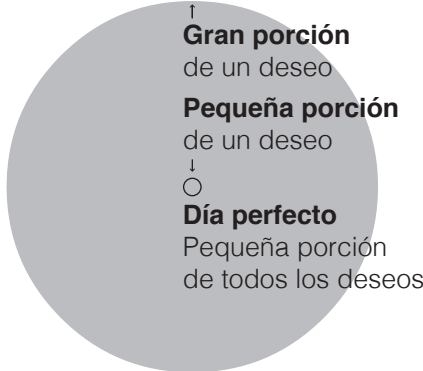 Gran porción
de un deseo
Pequeña porción
de un deseo
Día perfecto
Pequeña porción
de todos los deseos